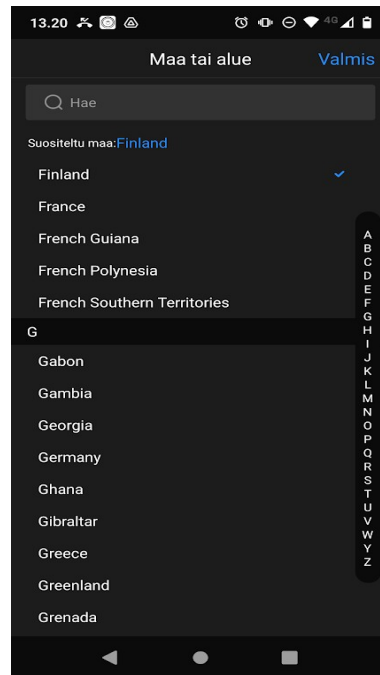 13.20 4G
Maa tai alue Valmis
Hae
Suositeltu maa:Finland
Finland
France
French Guiana
French Polynesia
French Southern Territories
G
Gabon
Gambia
Georgia
Germany
Ghana
Gibraltar
Greece
Greenland
Grenada
A
B
C
D
E
F
G
H
I
J
K
L
M
N
O
P
Q
R
S
T
U
V
W
Y
Z